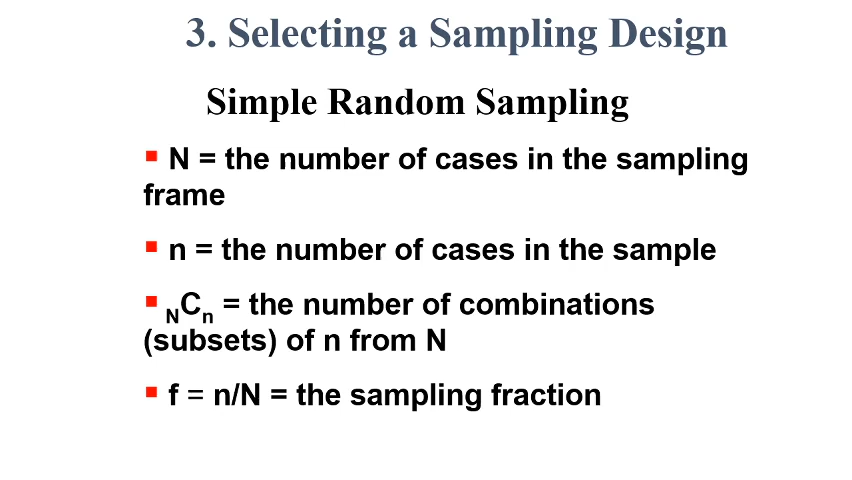 3. Selecting a Sampling Design
Simple Random Sampling
▪ N = the number of cases in the sampling
frame
▪ n = the number of cases in the sample
▪ NCn = the number of combinations
(subsets) of n from N
▪ f = n/N = the sampling fraction